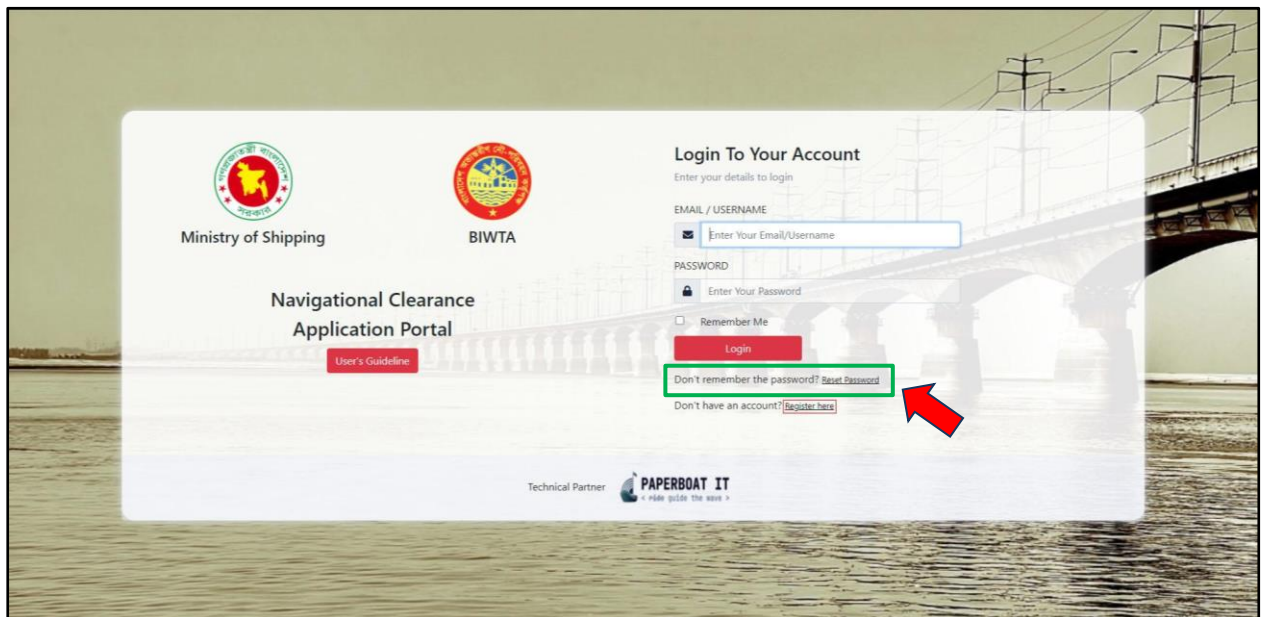 Ministry of Shipping
BIWTA
Navigational Clearance
Application Portal
User's Guideline
Login To Your Account
Enter your details to login
EMAIL / USERNAME
Enter Your Email/Username
PASSWORD
Enter Your Password
Remember Me
Login
Don't remember the password? Reset Password
Don't have an account? Register here
Technical Partner
PAPERBOAT IT
< ride guide the wave >